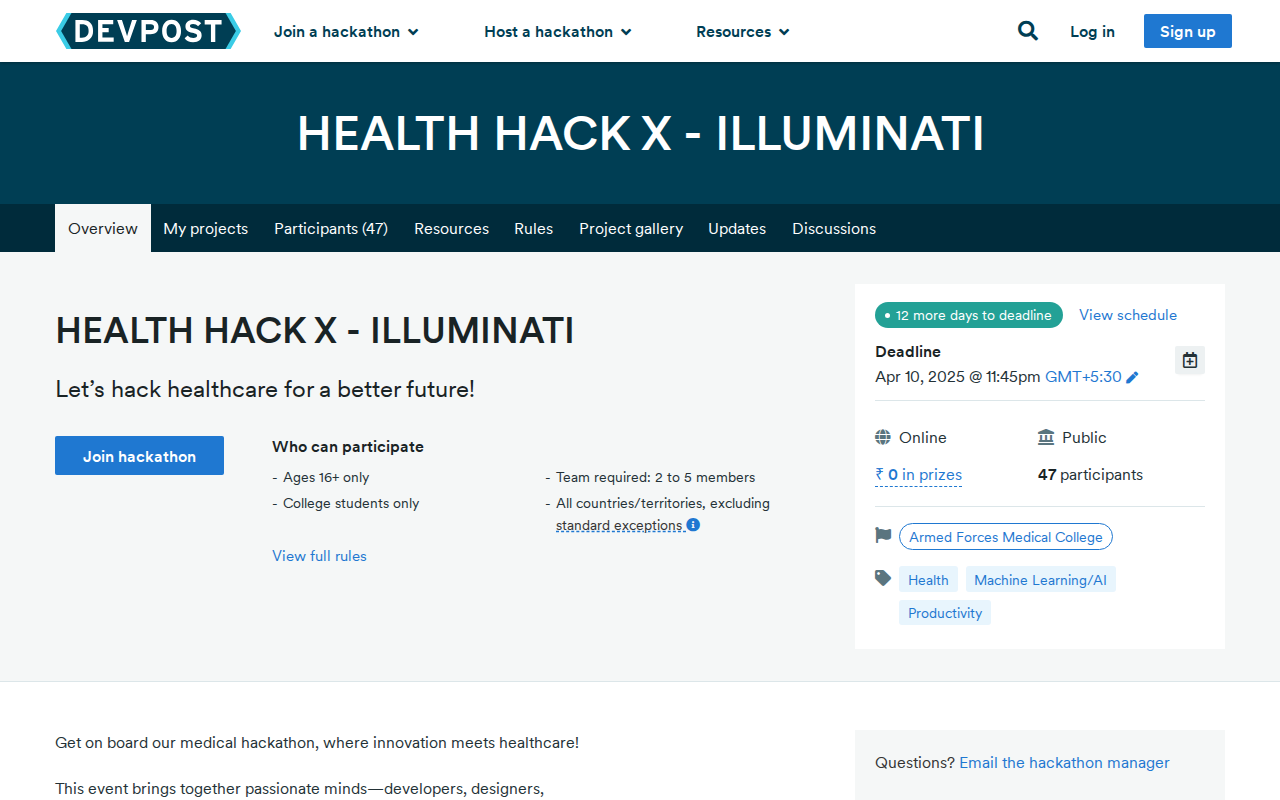 DEVPOST
Join a hackathon
Host a hackathon
Resources
Log in
Sign up
HEALTH HACK X - ILLUMINATI
Overview
My projects
Participants (47)
Resources
Rules
Project gallery
Updates
Discussions
HEALTH HACK X - ILLUMINATI
Let's hack healthcare for a better future!
Join hackathon
Who can participate
- Ages 16+ only
- College students only
- Team required: 2 to 5 members
- All countries/territories, excluding
standard exceptions
View full rules
12 more days to deadline
View schedule
Deadline
Apr 10, 2025 @ 11:45pm GMT+5:30
Online
Public
₹ 0 in prizes
47 participants
Armed Forces Medical College
Health
Machine Learning/AI
Productivity
Get on board our medical hackathon, where innovation meets healthcare!
This event brings together passionate minds—developers, designers,
Questions? Email the hackathon manager